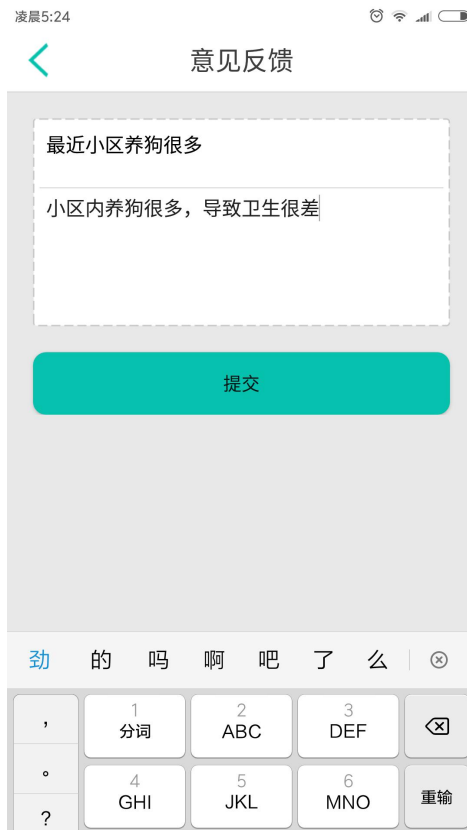 凌晨5:24
意见反馈
最近小区养狗很多
小区内养狗很多，导致卫生很差
提交
劲 的 吗 啊 吧 了 么
， 1 2 3
分词 ABC DEF
。 4 5 6
GHI JKL MNO 重输
?